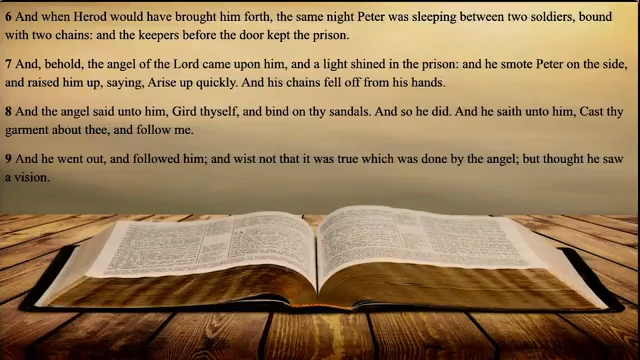 6 And when Herod would have brought him forth, the same night Peter was sleeping between two soldiers, bound
with two chains: and the keepers before the door kept the prison.
7 And, behold, the angel of the Lord came upon him, and a light shined in the prison: and he smote Peter on the side,
and raised him up, saying, Arise up quickly. And his chains fell off from his hands.
8 And the angel said unto him, Gird thyself, and bind on thy sandals. And so he did. And he saith unto him, Cast thy
garment about thee, and follow me.
9 And he went out, and followed him; and wist not that it was true which was done by the angel; but thought he saw
a vision.